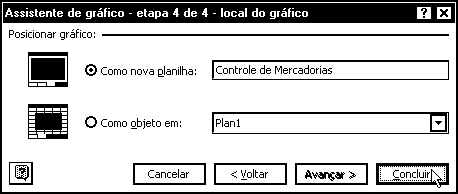 Assistente de gráfico - etapa 4 de 4 - local do gráfico
Posicionar gráfico:
Como nova planilha: Controle de Mercadorias
Como objeto em: Plan1
Cancelar < Voltar Avançar > Concluir